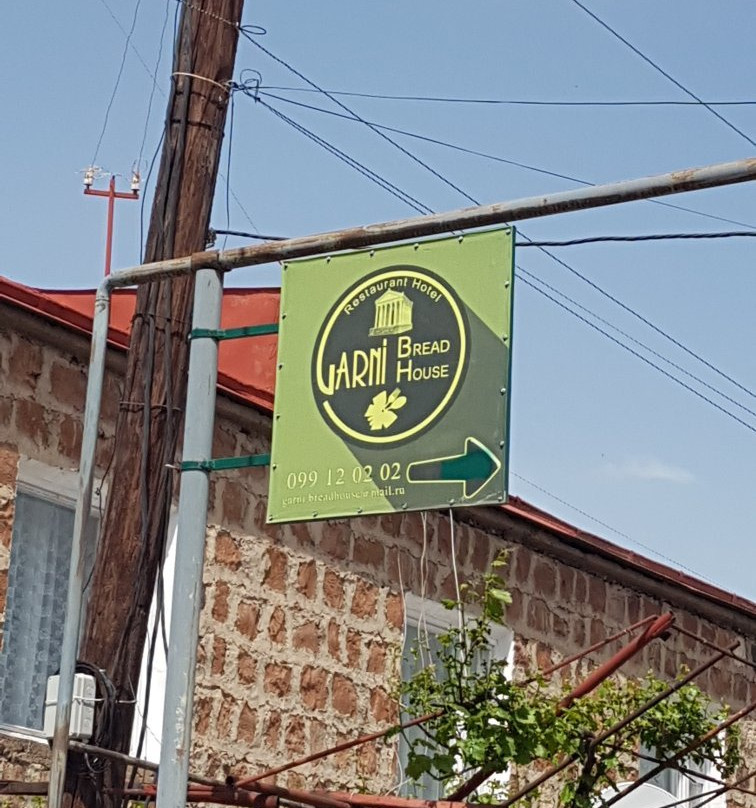 Restaurant Hotel
GARNI
BREAD
HOUSE
099 12 02 02
garni.breadhouse@mail.ru